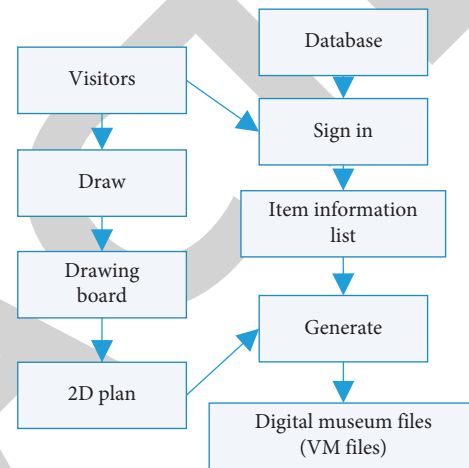 Database
Visitors
Sign in
Draw
Item information
list
Drawing
board
Generate
2D plan
Digital museum files
(VM files)